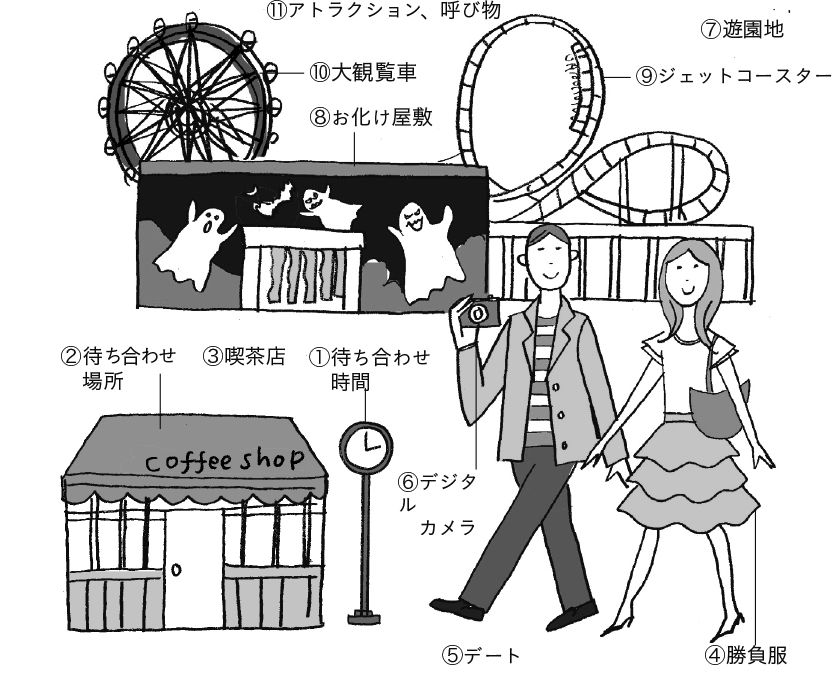 ⑪アトラクション、呼び物
⑦遊園地
⑩大観覧車
⑨ジェットコースター
⑧お化け屋敷
②待ち合わせ
場所
③喫茶店
①待ち合わせ
時間
coffee shop
⑥デジタ
ル
カメラ
⑤デート
④勝負服